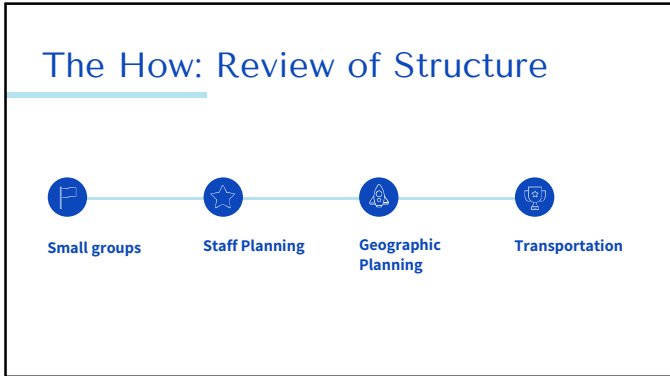 The How: Review of Structure
Small groups
Staff Planning
Geographic
Planning
Transportation